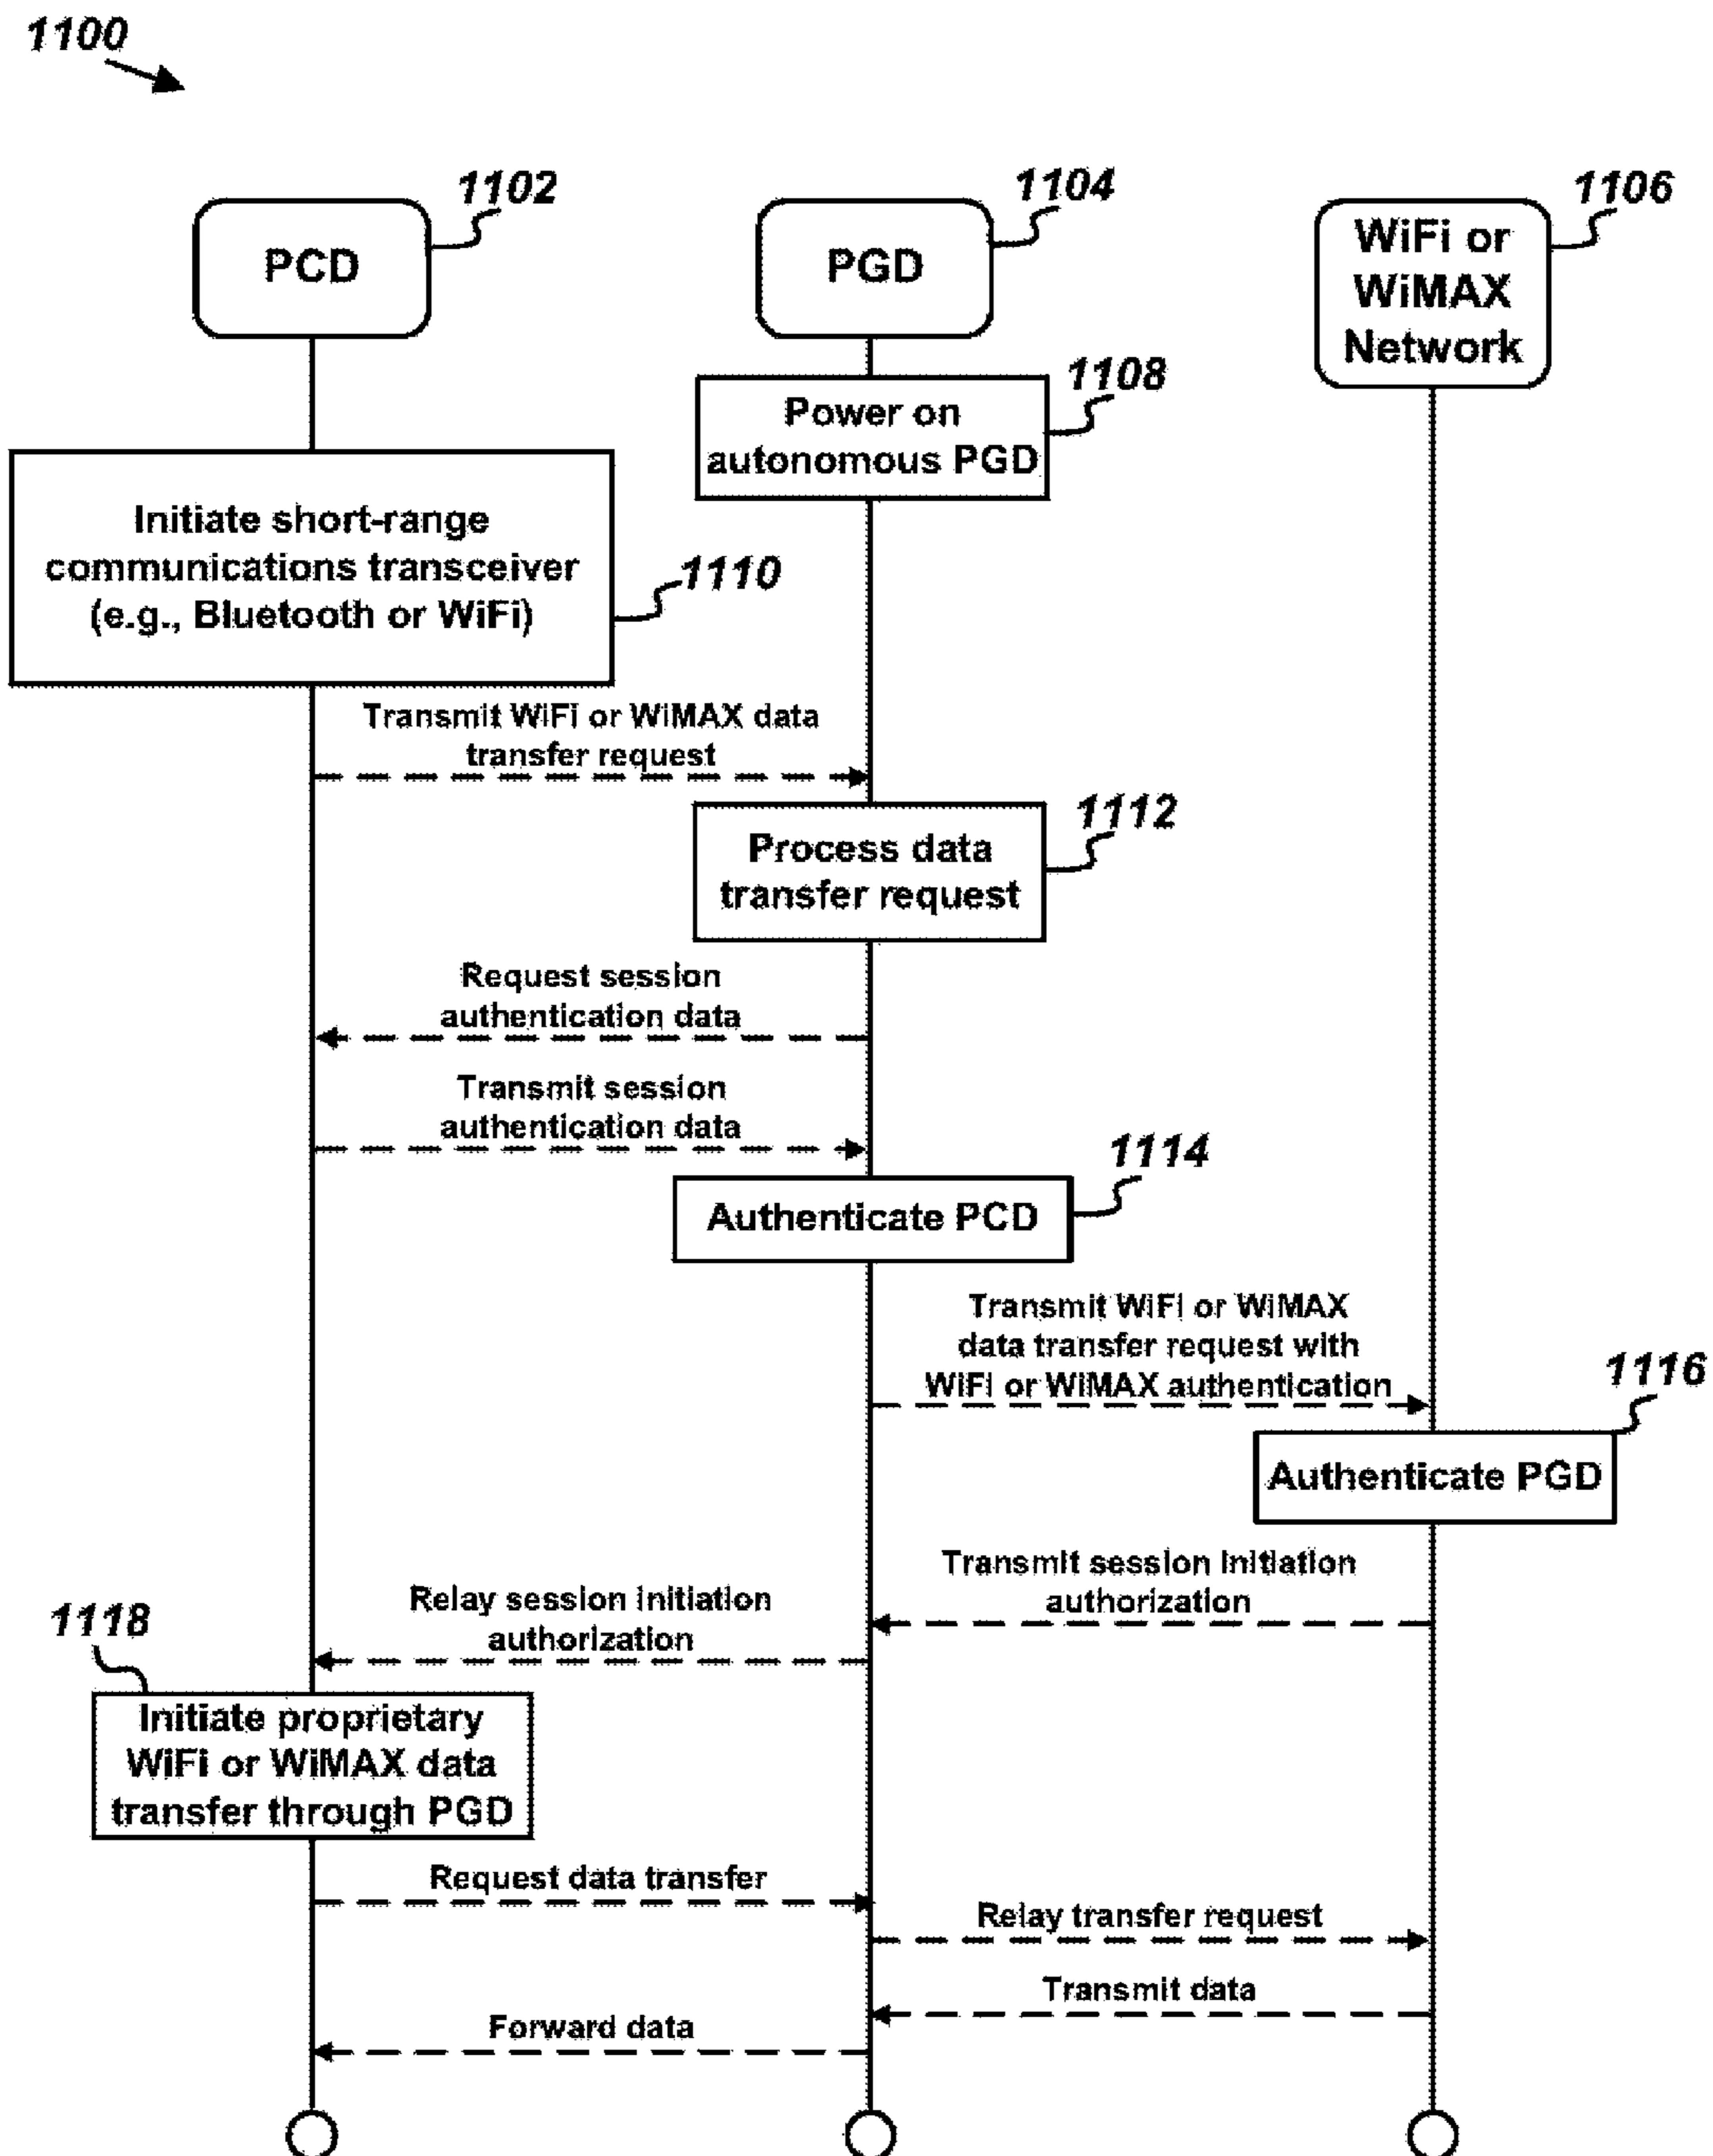 1100
1102
1104
1106
PCD
PGD
WiFi or
WiMAX
Network
1108
Power on
autonomous PGD
Initiate short-range
communications transceiver
(e.g., Bluetooth or WiFi)
1110
Transmit WiFi or WiMAX data
transfer request
1112
Process data
transfer request
Request session
authentication data
Transmit session
authentication data
1114
Authenticate PCD
Transmit WiFi or WiMAX
data transfer request with
WiFi or WiMAX authentication
1116
Authenticate PGD
Transmit session initiation
authorization
Relay session initiation
authorization
1118
Initiate proprietary
WiFi or WiMAX data
transfer through PGD
Request data transfer
Relay transfer request
Transmit data
Forward data